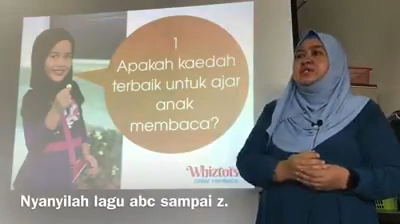 1
Apakah kaedah
terbaik untuk ajar
anak
membaca?
Whiztots
Nyanyilah lagu abc sampai z.